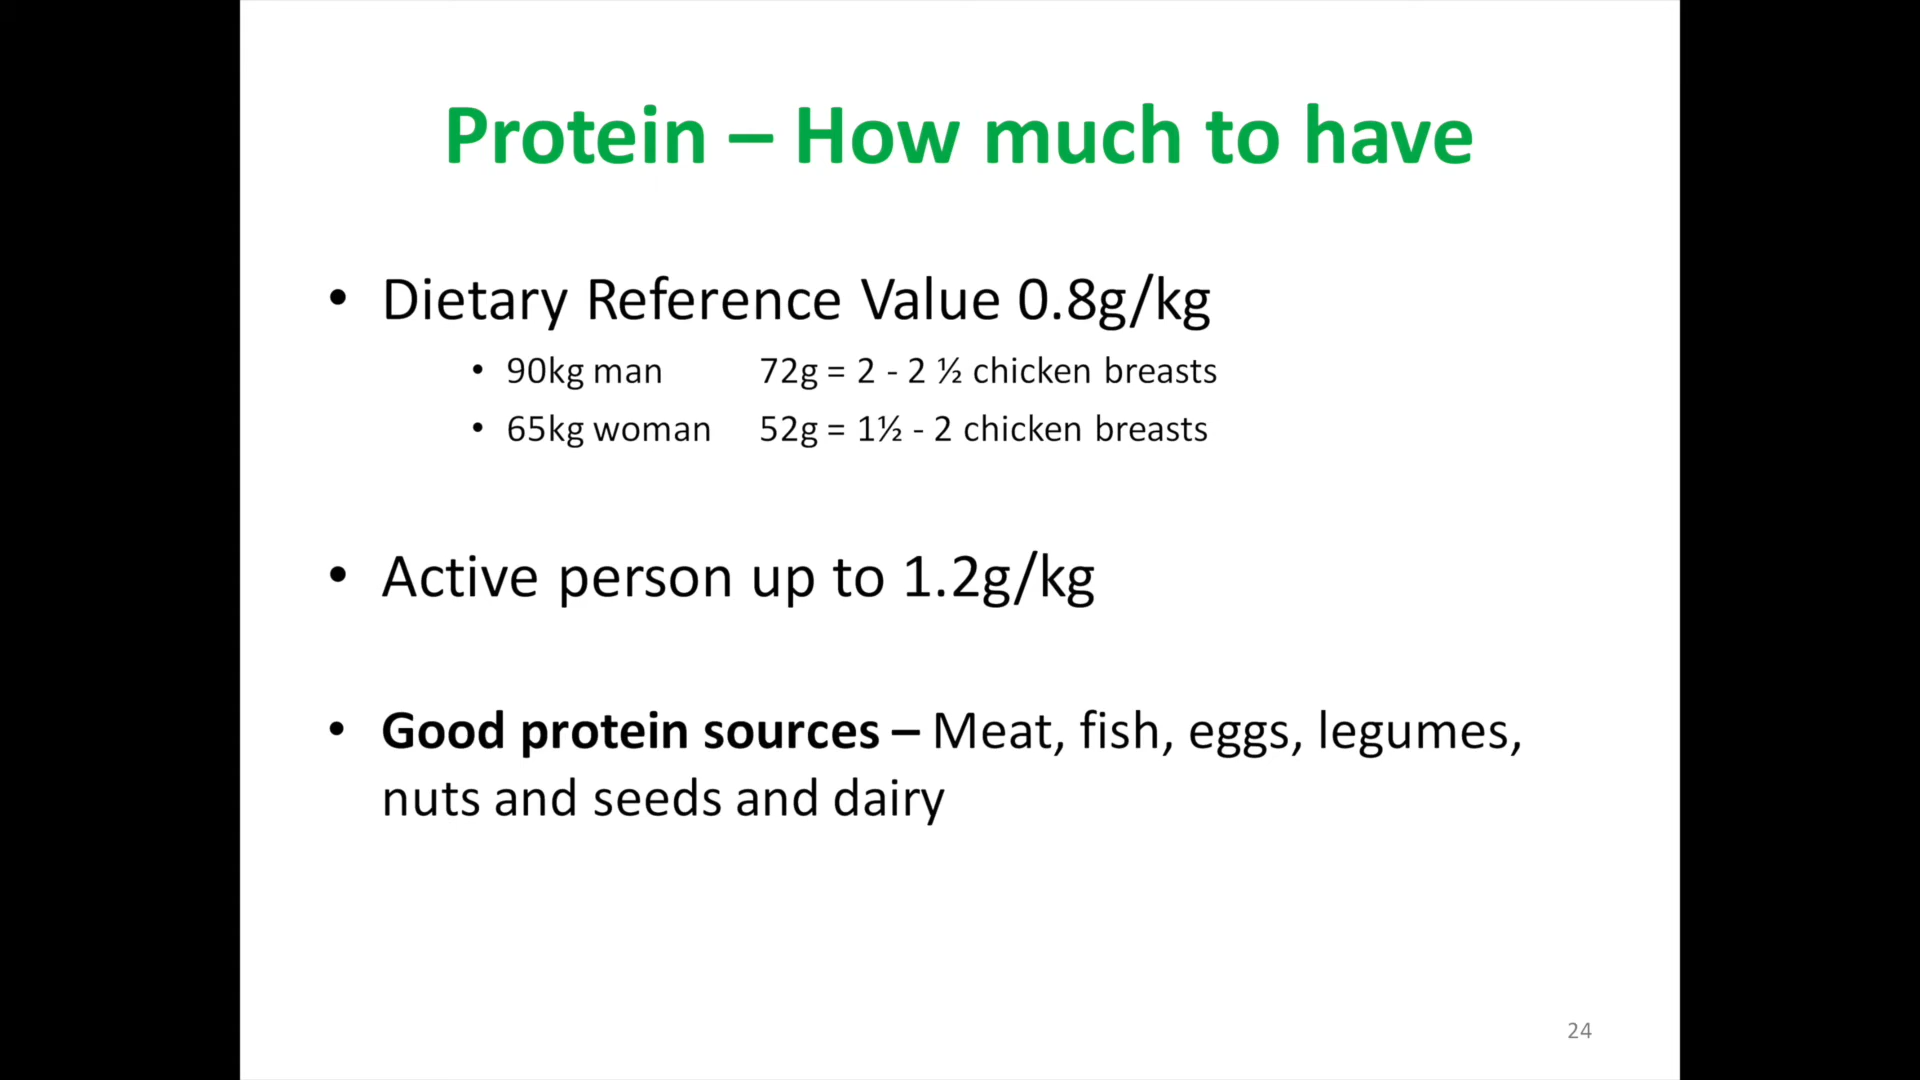 Protein – How much to have
• Dietary Reference Value 0.8g/kg
• 90kg man 72g = 2 - 2 ½ chicken breasts
• 65kg woman 52g = 1½ - 2 chicken breasts
• Active person up to 1.2g/kg
• Good protein sources – Meat, fish, eggs, legumes,
nuts and seeds and dairy
24